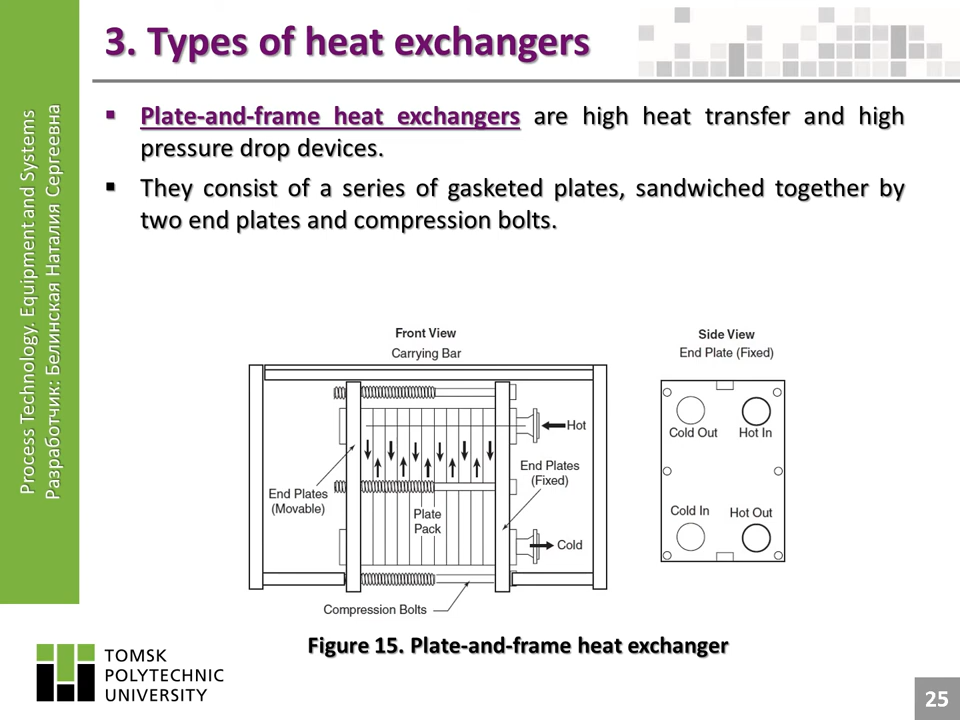 3. Types of heat exchangers
Process Technology. Equipment and Systems
Разработчик: Белинская Наталия Сергеевна
▪ Plate-and-frame heat exchangers are high heat transfer and high
pressure drop devices.
▪ They consist of a series of gasketed plates, sandwiched together by
two end plates and compression bolts.
Front View
Carrying Bar
Hot
End Plates
(Fixed)
End Plates
(Movable)
Plate
Pack
Cold
Compression Bolts
Side View
End Plate (Fixed)
Cold Out
Hot In
Cold In
Hot Out
Figure 15. Plate-and-frame heat exchanger
TOMSK
POLYTECHNIC
UNIVERSITY
25